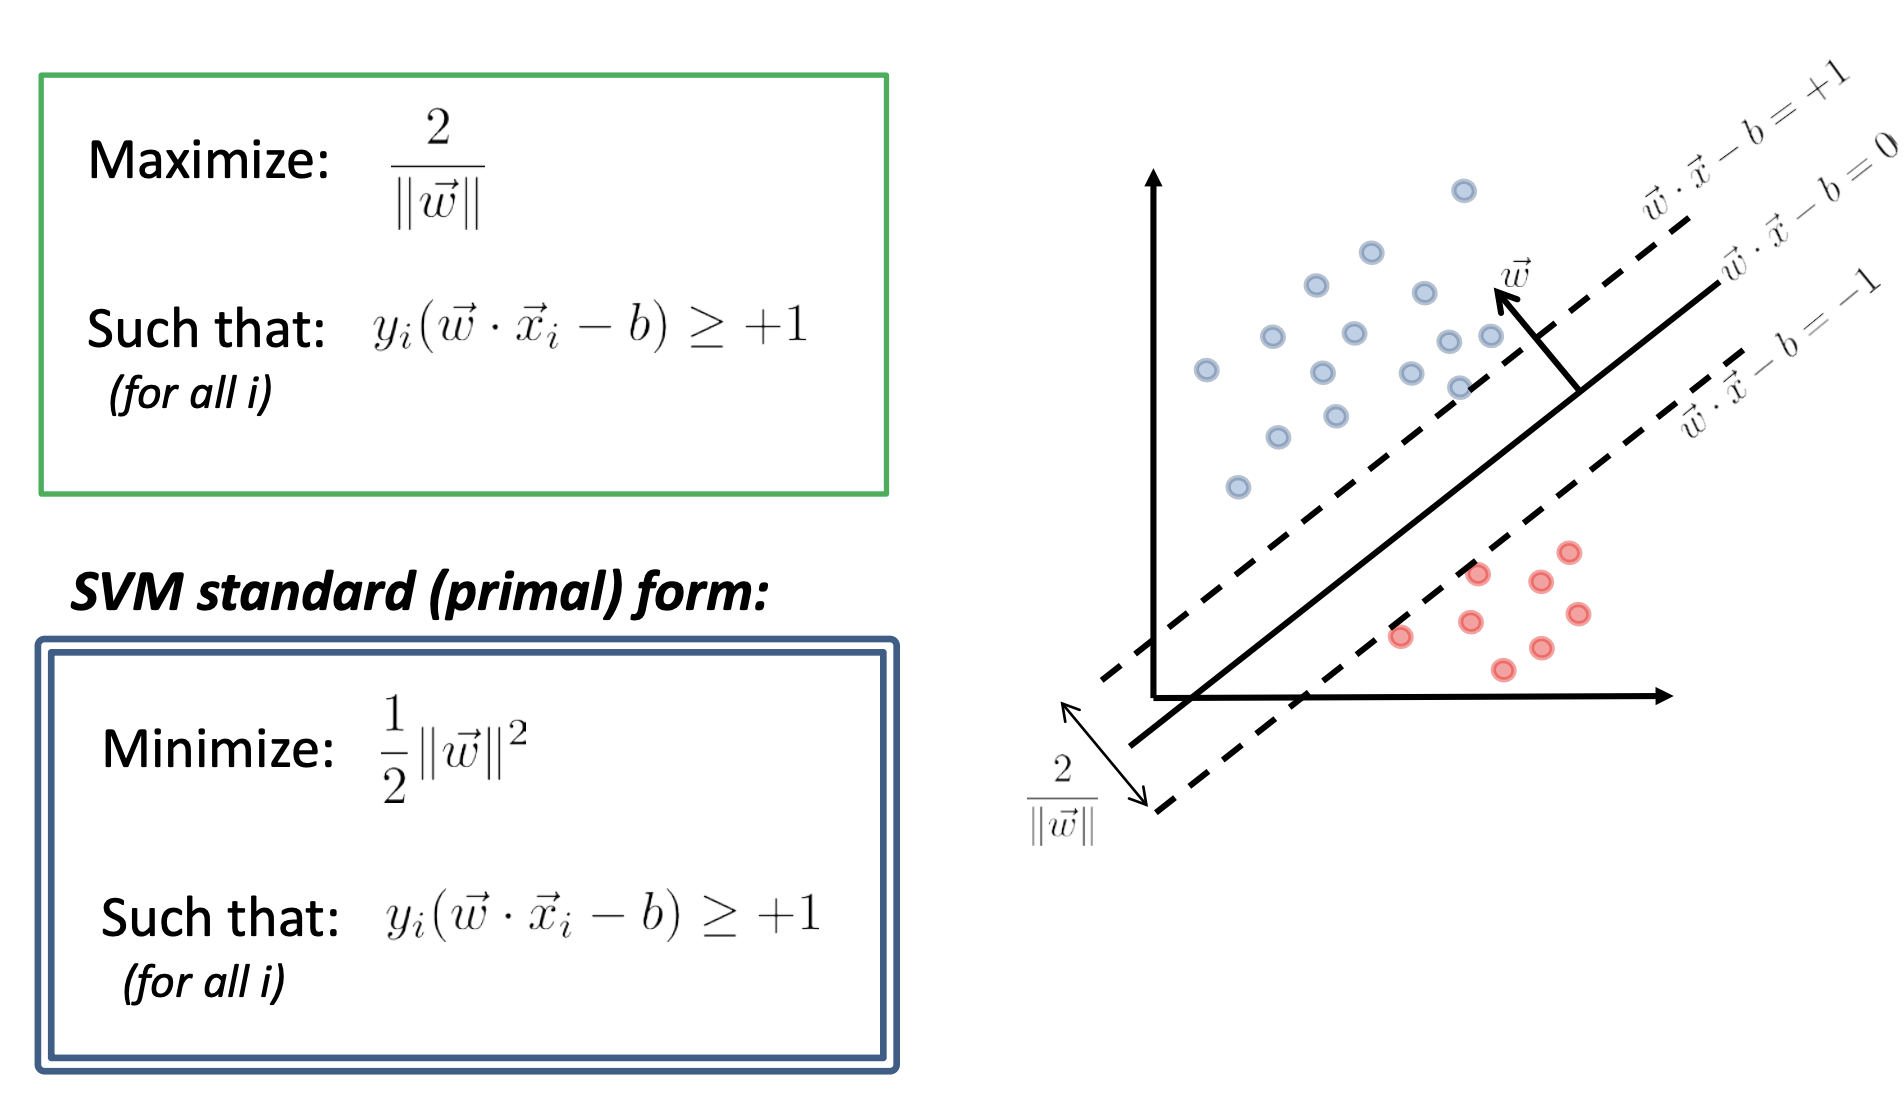 Maximize: 2/‖w⃗‖
Such that: yᵢ(w⃗ · x⃗ᵢ − b) ≥ +1
(for all i)
SVM standard (primal) form:
Minimize: 1/2 ‖w⃗‖²
Such that: yᵢ(w⃗ · x⃗ᵢ − b) ≥ +1
(for all i)
w⃗ · x⃗ − b = +1
w⃗ · x⃗ − b = 0
w⃗ · x⃗ − b = −1
w⃗
2/‖w⃗‖